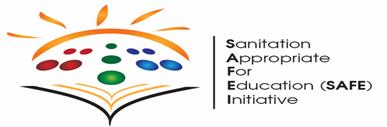 Sanitation
Appropriate
For
Education (SAFE)
Initiative